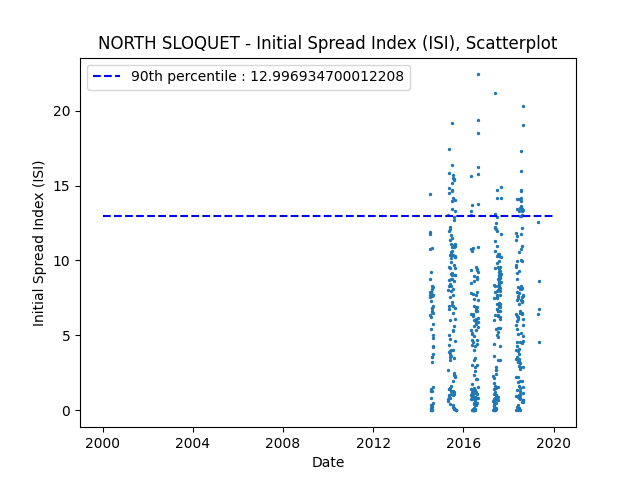 NORTH SLOQUET - Initial Spread Index (ISI), Scatterplot
90th percentile : 12.996934700012208
20
15
10
5
0
Initial Spread Index (ISI)
2000 2004 2008 2012 2016 2020
Date